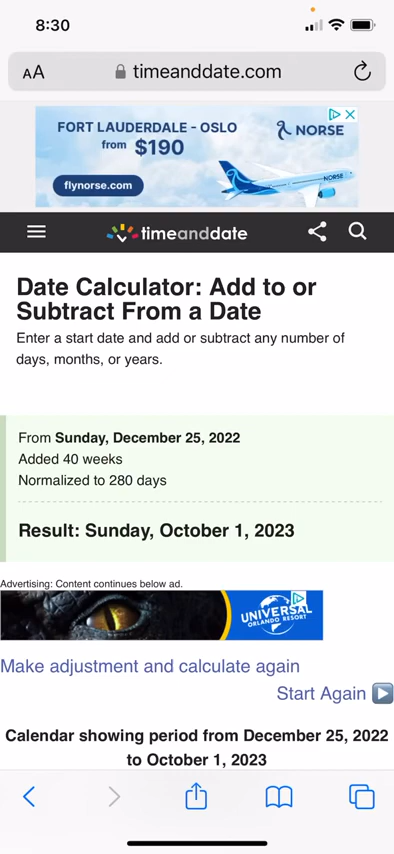 8:30
AA timeanddate.com
FORT LAUDERDALE - OSLO
from $190
NORSE
flynorse.com
NORSE
timeanddate
Date Calculator: Add to or
Subtract From a Date
Enter a start date and add or subtract any number of
days, months, or years.
From Sunday, December 25, 2022
Added 40 weeks
Normalized to 280 days
Result: Sunday, October 1, 2023
Advertising: Content continues below ad.
UNIVERSAL
ORLANDO RESORT
Make adjustment and calculate again
Start Again
Calendar showing period from December 25, 2022
to October 1, 2023